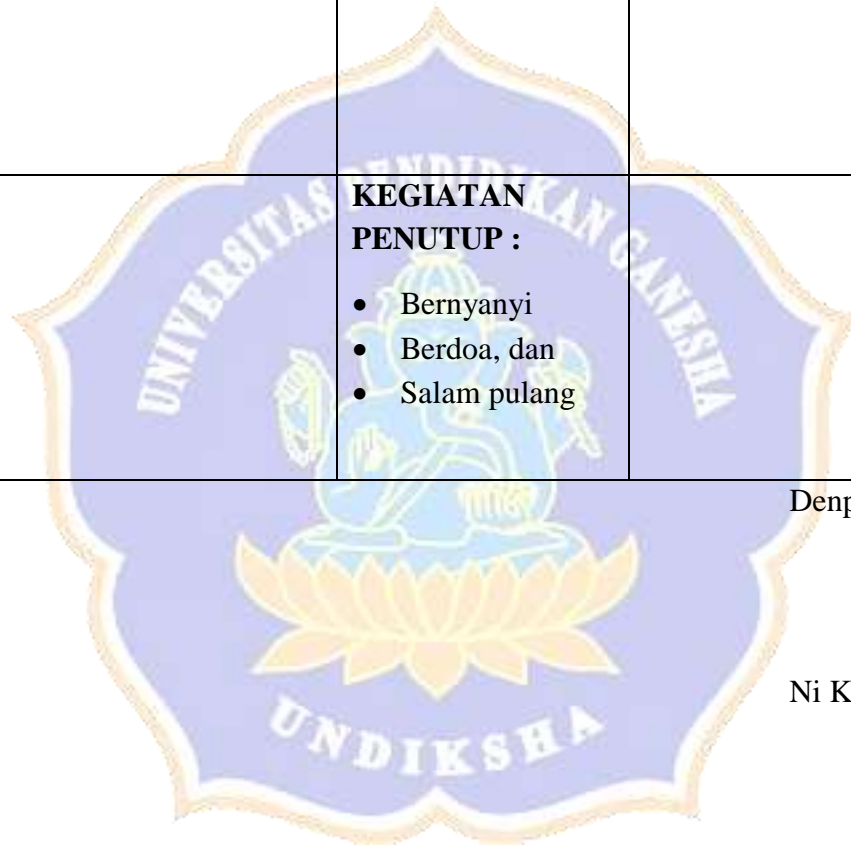 UNIVERSITAS PENDIDIKAN GANESHA
KEGIATAN
PENUTUP :
• Bernyanyi
• Berdoa, dan
• Salam pulang
Denp
Ni K
UNDIKSHA